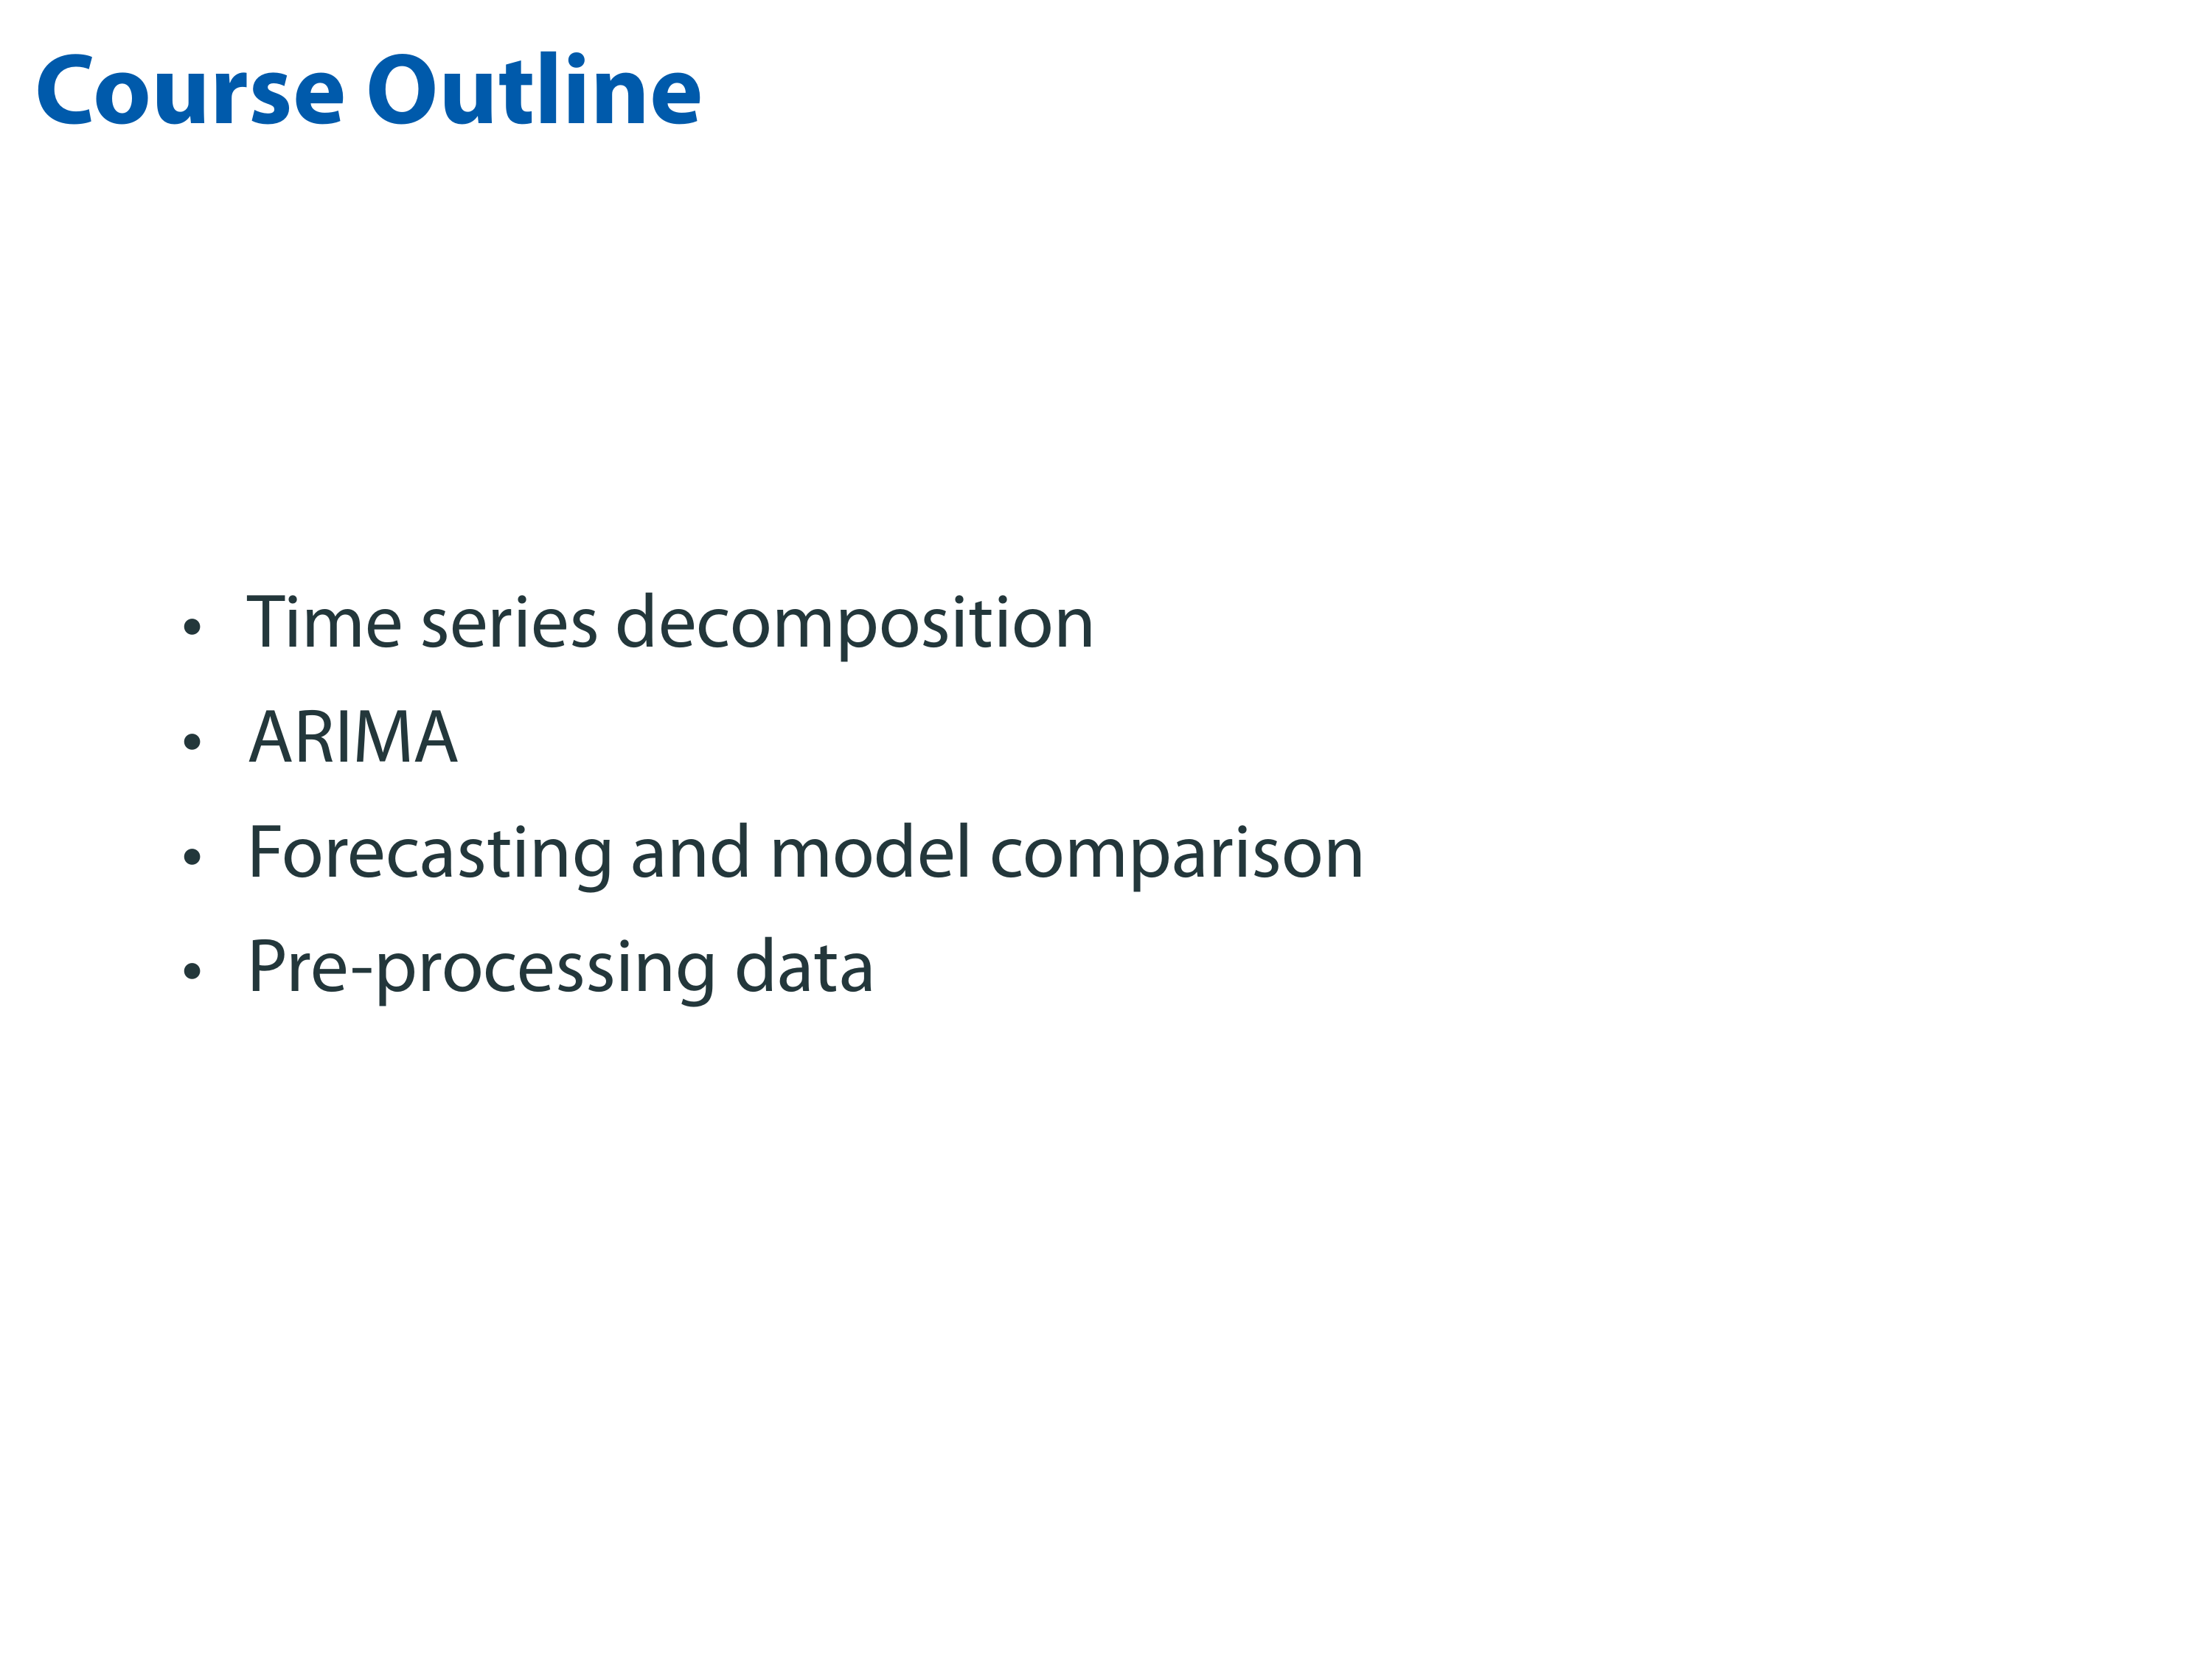 Course Outline
• Time series decomposition
• ARIMA
• Forecasting and model comparison
• Pre-processing data